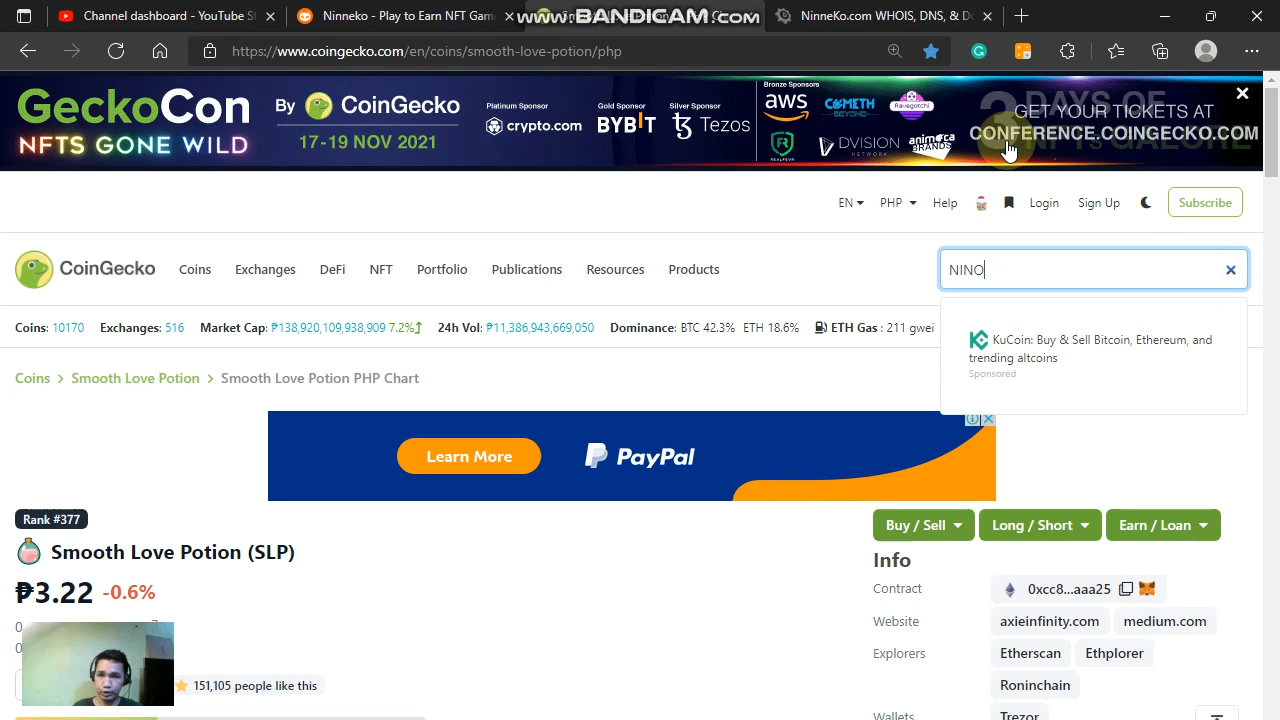 Channel dashboard - YouTube S
Ninneko - Play to Earn NFT Game
www.BANDICAM.com
NinneKo.com WHOIS, DNS, & Do
https://www.coingecko.com/en/coins/smooth-love-potion/php
GeckoCon
NFTS GONE WILD
By CoinGecko
17-19 NOV 2021
Platinum Sponsor
crypto.com
Gold Sponsor
BYBIT
Silver Sponsor
Tezos
Bronze Sponsors
aws
COMETH
Ravegotchi
REALFEVR
DVISION
NETWORK
animoca
BRANDS
3 DAYS OF
GET YOUR TICKETS AT
CONFERENCE.COINGECKO.COM
EN
PHP
Help
Login
Sign Up
Subscribe
CoinGecko
Coins
Exchanges
DeFi
NFT
Portfolio
Publications
Resources
Products
NINO
Coins: 10170 Exchanges: 516 Market Cap: ₱138,920,109,938,909 7.2% 24h Vol: ₱11,386,943,669,050 Dominance: BTC 42.3% ETH 18.6% ETH Gas : 211 gwei
KuCoin: Buy & Sell Bitcoin, Ethereum, and
trending altcoins
Sponsored
Coins > Smooth Love Potion > Smooth Love Potion PHP Chart
Learn More
PayPal
Rank #377
Smooth Love Potion (SLP)
₱3.22 -0.6%
151,105 people like this
Buy / Sell
Long / Short
Earn / Loan
Info
Contract
0xcc8...aaa25
Website
axieinfinity.com
medium.com
Explorers
Etherscan
Ethplorer
Roninchain
Wallets
Trezor